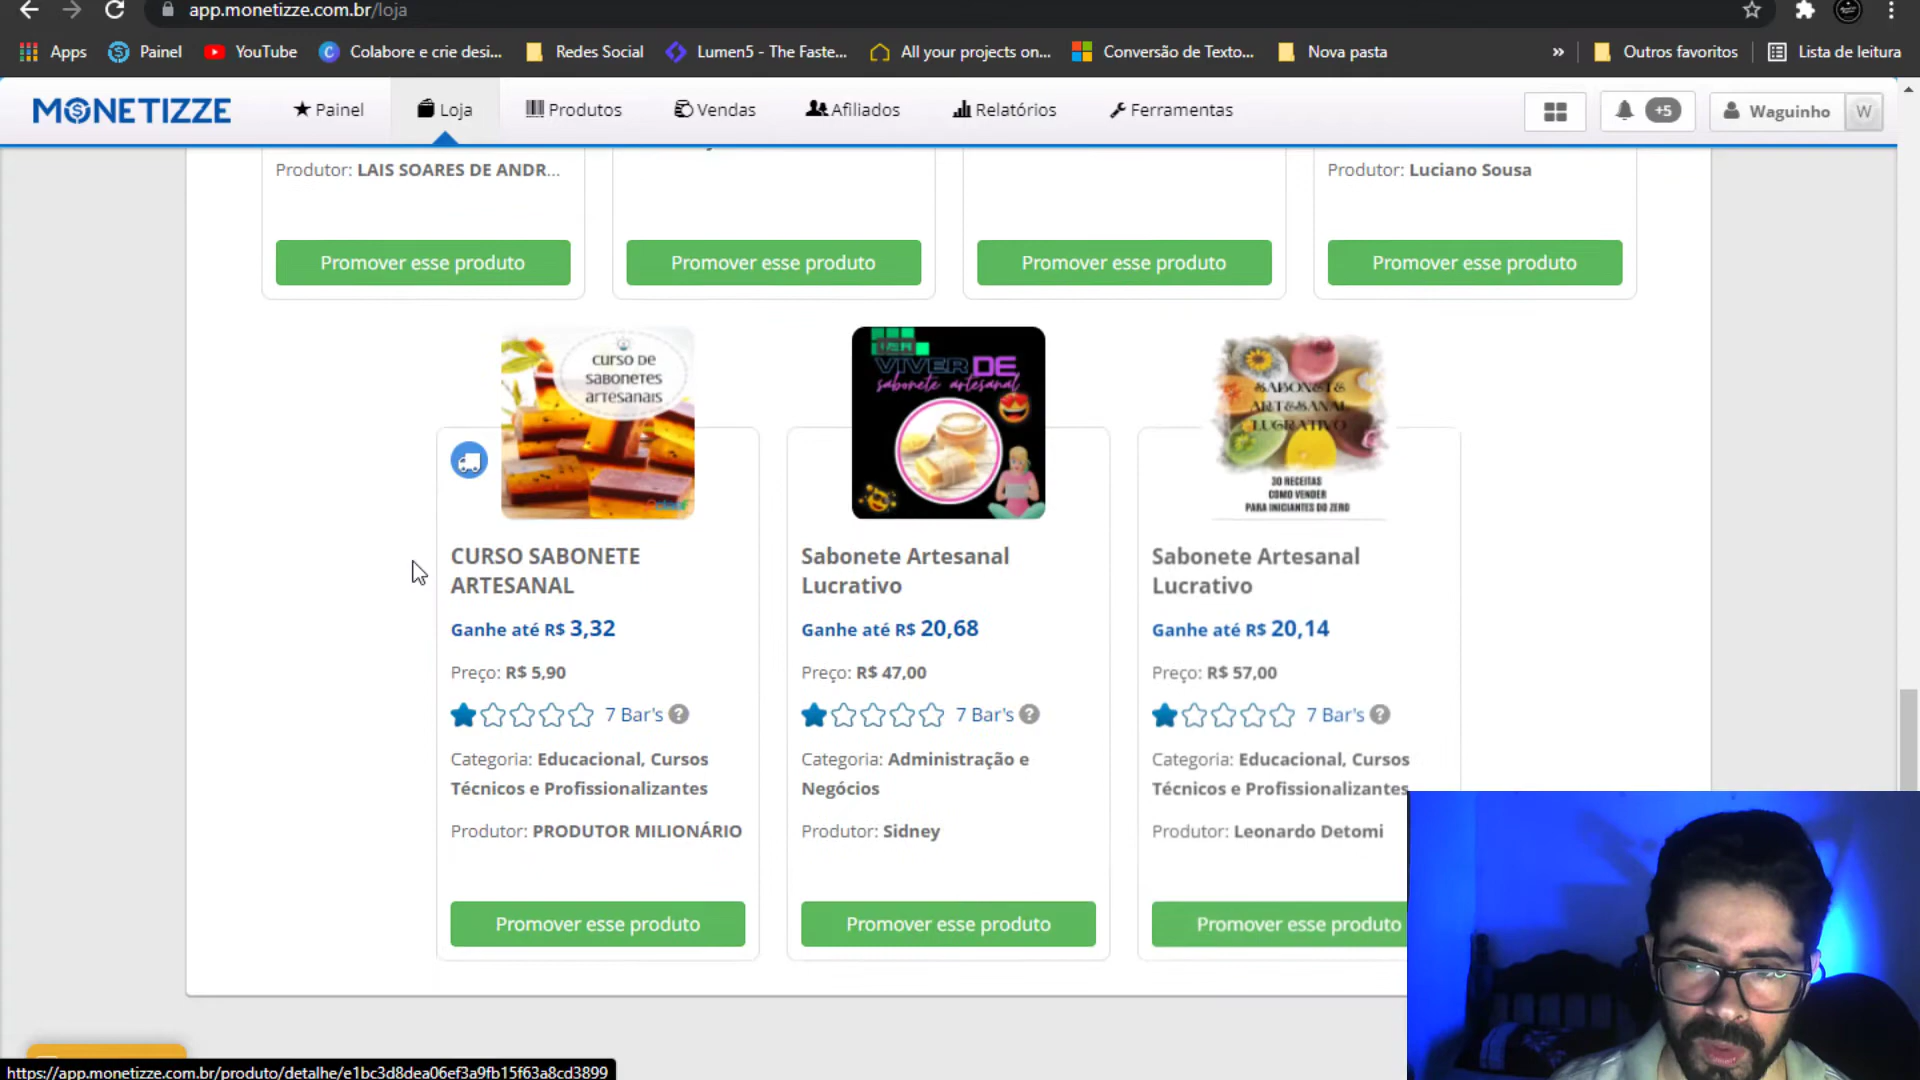 app.monetizze.com.br/loja
Apps Painel YouTube Colabore e crie desi... Redes Social Lumen5 - The Faste... All your projects on... Conversão de Texto... Nova pasta » Outros favoritos Lista de leitura
MONETIZZE Painel Loja Produtos Vendas Afiliados Relatórios Ferramentas +5 Waguinho W
Produtor: LAIS SOARES DE ANDR...
Produtor: Luciano Sousa
Promover esse produto Promover esse produto Promover esse produto Promover esse produto
curso de
sabonetes
artesanais
VIVER DE
sabonete artesanal
SABONETE
ARTESANAL
LUCRATIVO
30 RECEITAS
COMO VENDER
PARA INICIANTES DO ZERO
CURSO SABONETE
ARTESANAL
Ganhe até R$ 3,32
Preço: R$ 5,90
7 Bar's ?
Categoria: Educacional, Cursos
Técnicos e Profissionalizantes
Produtor: PRODUTOR MILIONÁRIO
Promover esse produto
Sabonete Artesanal
Lucrativo
Ganhe até R$ 20,68
Preço: R$ 47,00
7 Bar's ?
Categoria: Administração e
Negócios
Produtor: Sidney
Promover esse produto
Sabonete Artesanal
Lucrativo
Ganhe até R$ 20,14
Preço: R$ 57,00
7 Bar's ?
Categoria: Educacional, Cursos
Técnicos e Profissionalizantes
Produtor: Leonardo Detomi
Promover esse produto
https://app.monetizze.com.br/produto/detalhe/e1bc3d8dea06ef3a9fb15f63a8cd3899